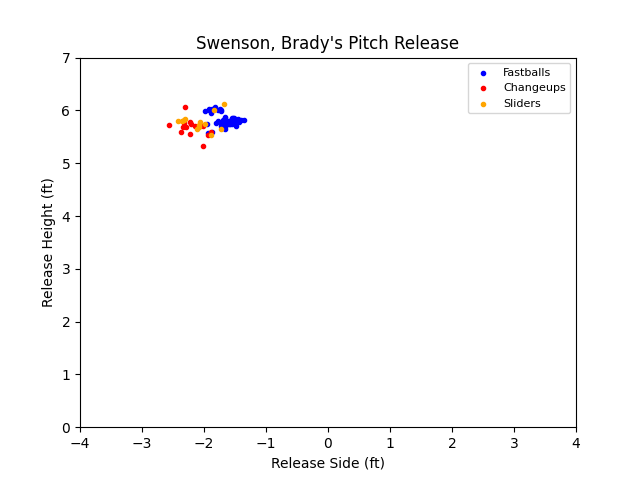 Swenson, Brady's Pitch Release
Fastballs
Changeups
Sliders
7
6
5
4
3
2
1
0
Release Height (ft)
−4 −3 −2 −1 0 1 2 3 4
Release Side (ft)